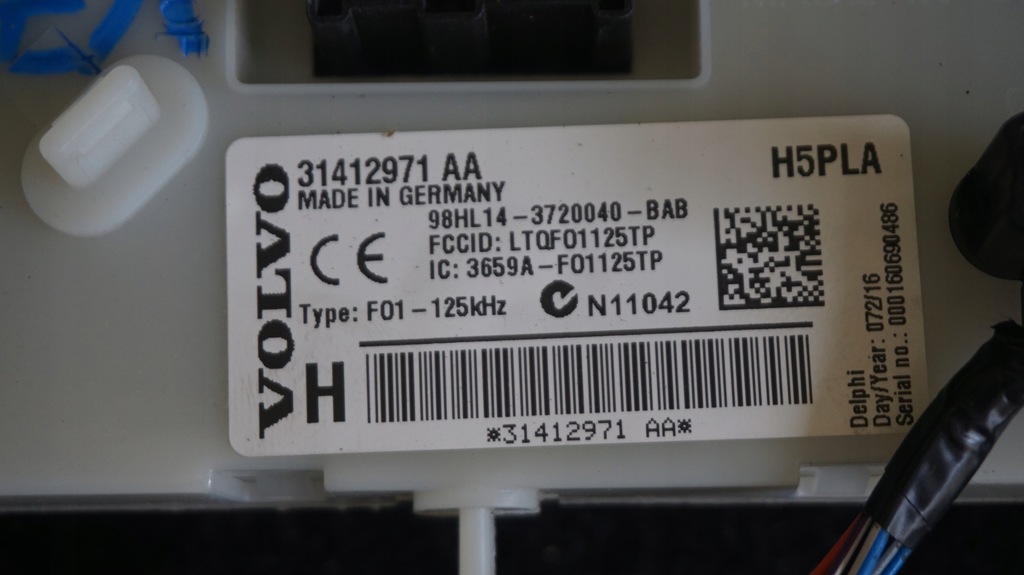 VOLVO
31412971 AA
H5PLA
MADE IN GERMANY
98HL14-3720040-BAB
FCCID: LTQF01125TP
IC: 3659A-F01125TP
Type: F01-125kHz
N11042
H
*31412971 AA*
Delphi
Day/Year: 072/16
Serial no.: 000160690486